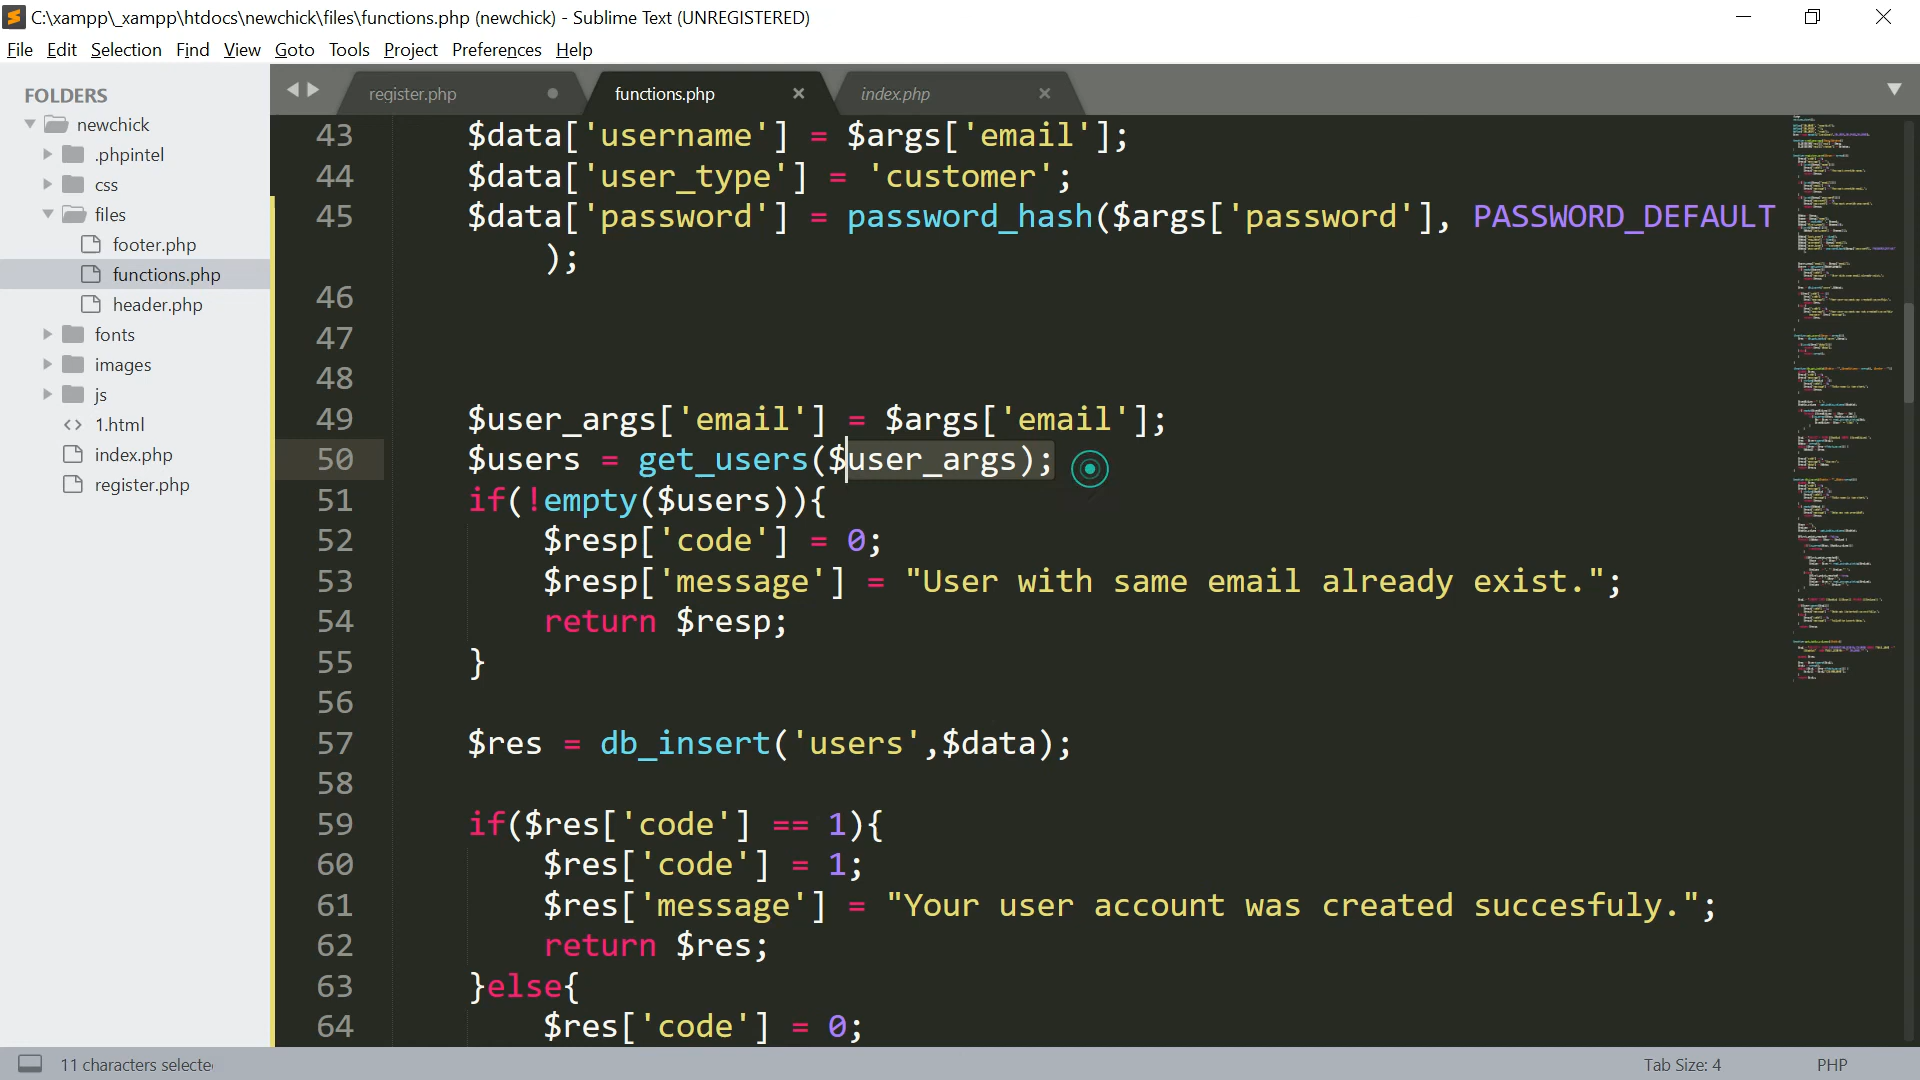 C:\xampp\_xampp\htdocs\newchick\files\functions.php (newchick) - Sublime Text (UNREGISTERED)
File Edit Selection Find View Goto Tools Project Preferences Help
FOLDERS
newchick
.phpintel
css
files
footer.php
functions.php
header.php
fonts
images
js
<> 1.html
index.php
register.php
register.php
functions.php
index.php
43 $data['username'] = $args['email'];
44 $data['user_type'] = 'customer';
45 $data['password'] = password_hash($args['password'], PASSWORD_DEFAULT
);
46
47
48
49 $user_args['email'] = $args['email'];
50 $users = get_users($user_args);
51 if(!empty($users)){
52 $resp['code'] = 0;
53 $resp['message'] = "User with same email already exist.";
54 return $resp;
55 }
56
57 $res = db_insert('users',$data);
58
59 if($res['code'] == 1){
60 $res['code'] = 1;
61 $res['message'] = "Your user account was created succesfuly.";
62 return $res;
63 }else{
64 $res['code'] = 0;
11 characters selecte
Tab Size: 4
PHP